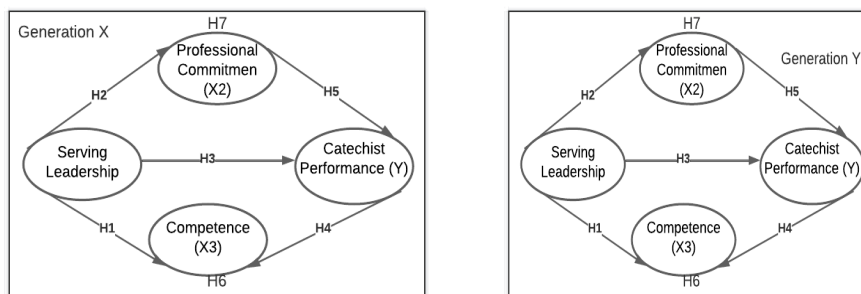 Generation X
H7
Professional
Commitmen
(X2)
H2
H5
Serving
Leadership
H3
Catechist
Performance (Y)
H1
Competence
(X3)
H4
H6
H7
Professional
Commitmen
(X2)
Generation Y
H2
H5
Serving
Leadership
H3
Catechist
Performance (Y)
H1
Competence
(X3)
H4
H6